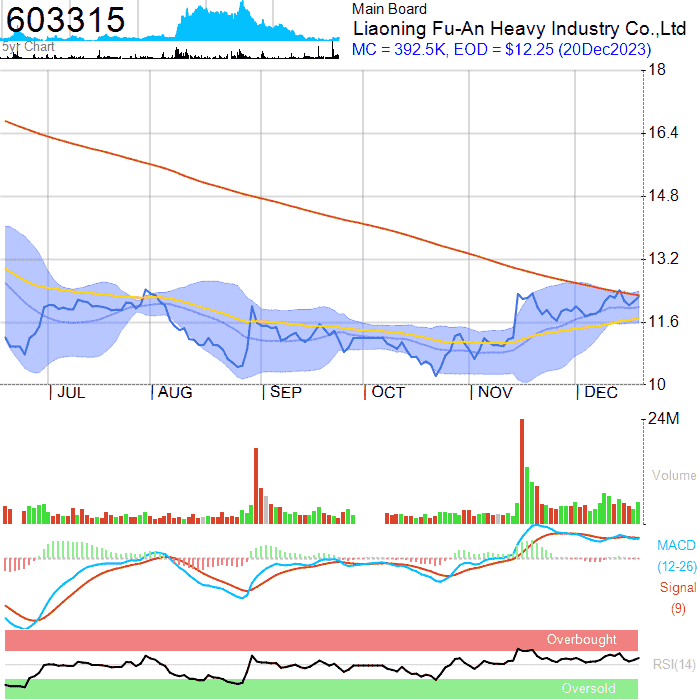 603315
5yr Chart
Main Board
Liaoning Fu-An Heavy Industry Co.,Ltd
MC = 392.5K, EOD = $12.25 (20Dec2023)
18
16.4
14.8
13.2
11.6
10
JUL AUG SEP OCT NOV DEC
24M
Volume
MACD
(12-26)
Signal
(9)
Overbought
RSI(14)
Oversold